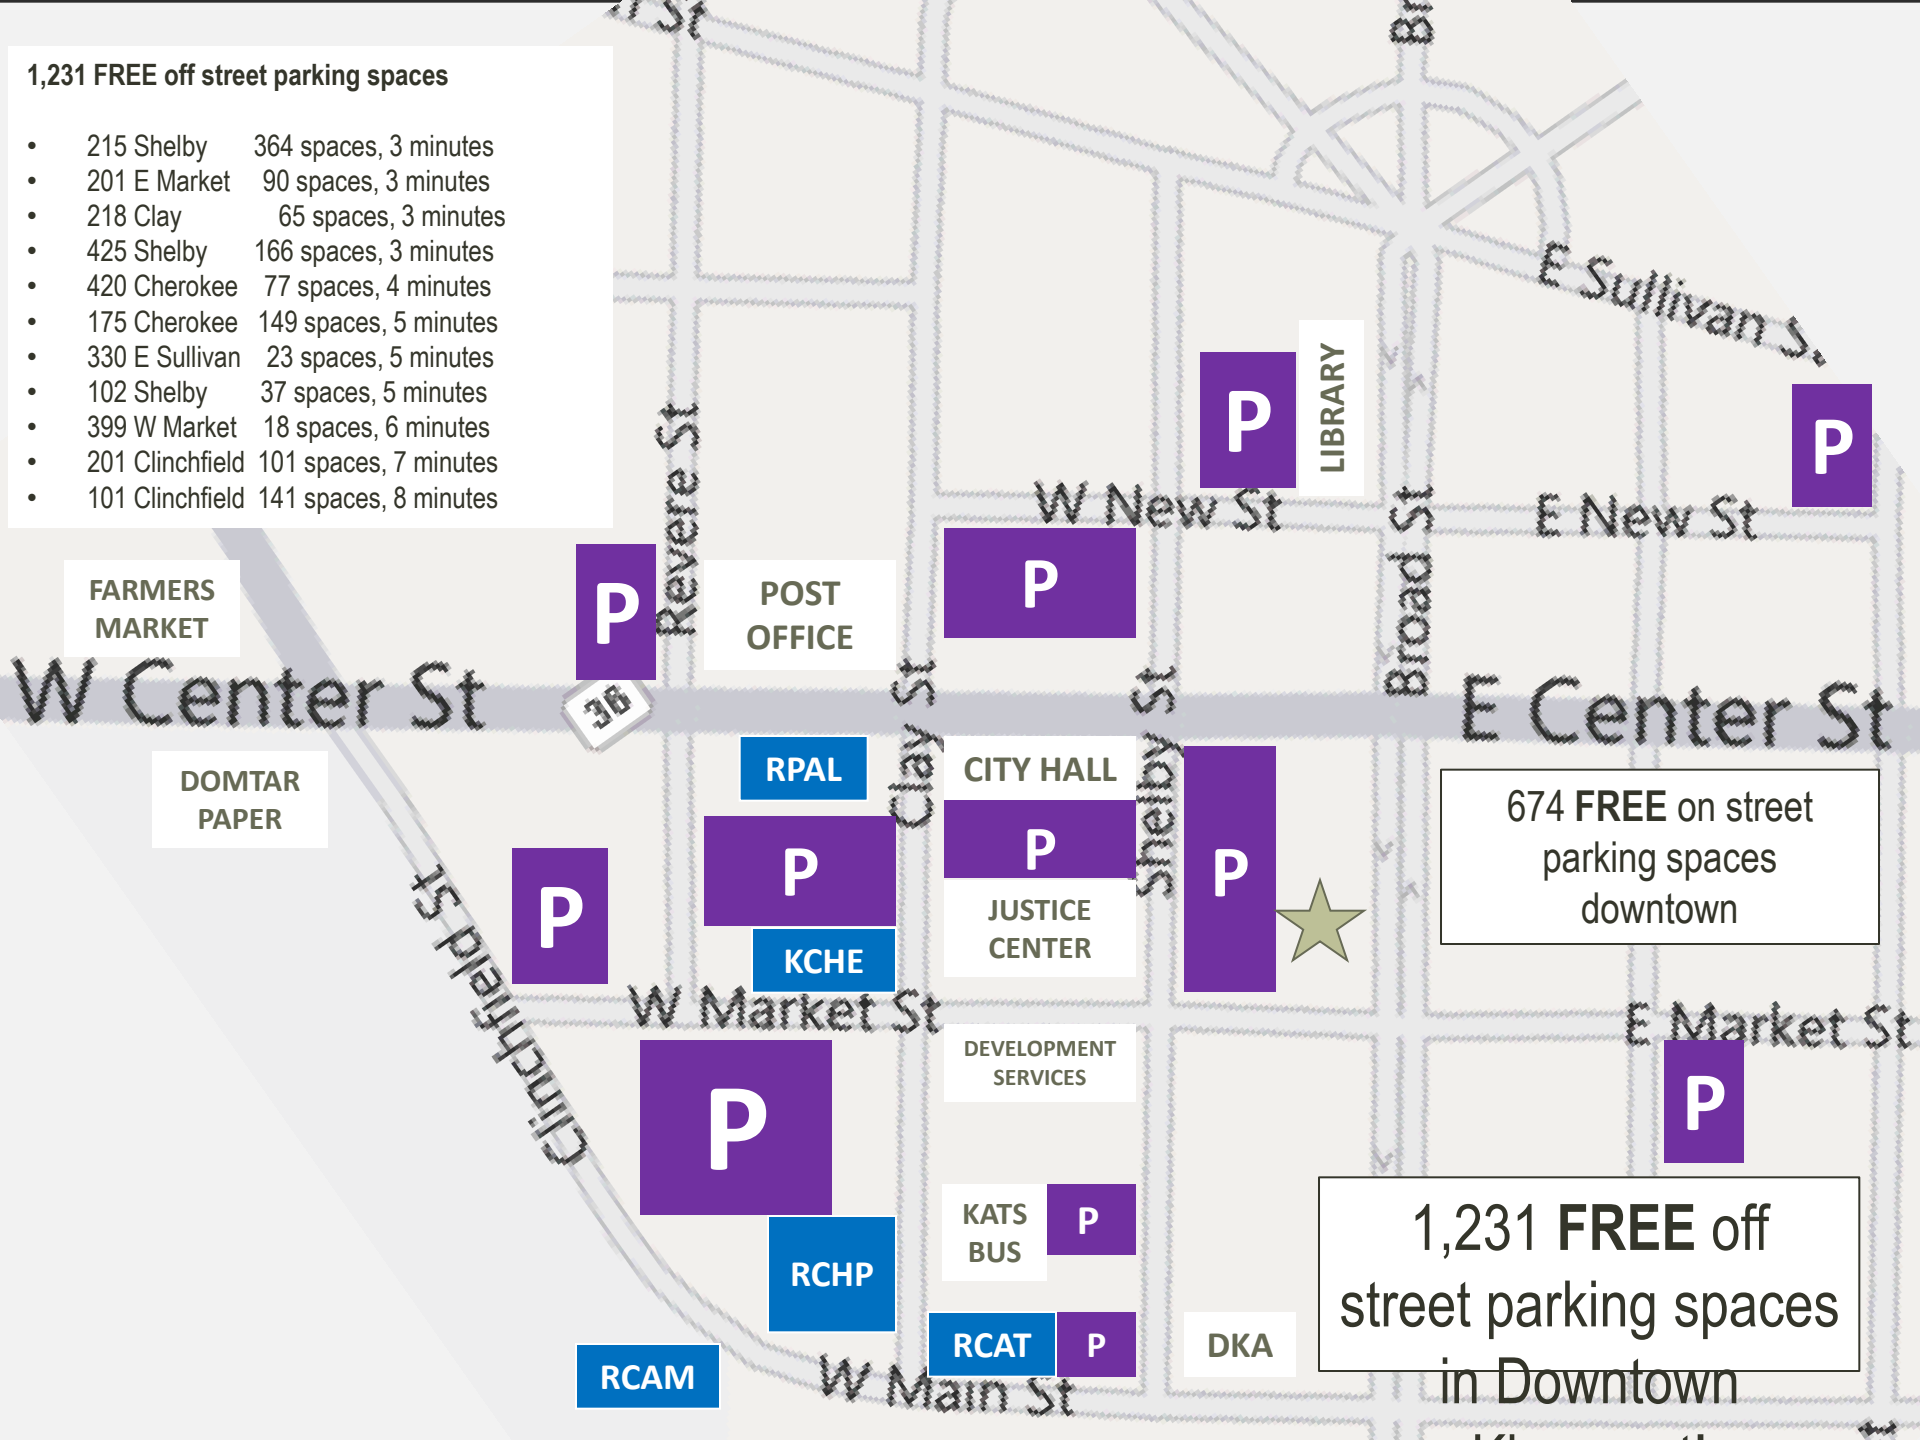 St
Br
1,231 FREE off street parking spaces
• 215 Shelby 364 spaces, 3 minutes
• 201 E Market 90 spaces, 3 minutes
• 218 Clay 65 spaces, 3 minutes
• 425 Shelby 166 spaces, 3 minutes
• 420 Cherokee 77 spaces, 4 minutes
• 175 Cherokee 149 spaces, 5 minutes
• 330 E Sullivan 23 spaces, 5 minutes
• 102 Shelby 37 spaces, 5 minutes
• 399 W Market 18 spaces, 6 minutes
• 201 Clinchfield 101 spaces, 7 minutes
• 101 Clinchfield 141 spaces, 8 minutes
E Sullivan
LIBRARY
P
P
Revere St
W New St
Broad St
E New St
P
P
FARMERS
MARKET
POST
OFFICE
W Center St
36
E Center St
Clay St
Shelby St
DOMTAR
PAPER
RPAL
CITY HALL
674 FREE on street
parking spaces
downtown
P
P
P
P
JUSTICE
CENTER
KCHE
Clinchfield St
W Market St
E Market St
DEVELOPMENT
SERVICES
P
P
KATS
BUS
P
RCHP
1,231 FREE off
street parking spaces
in Downtown
RCAT
P
DKA
RCAM
W Main St